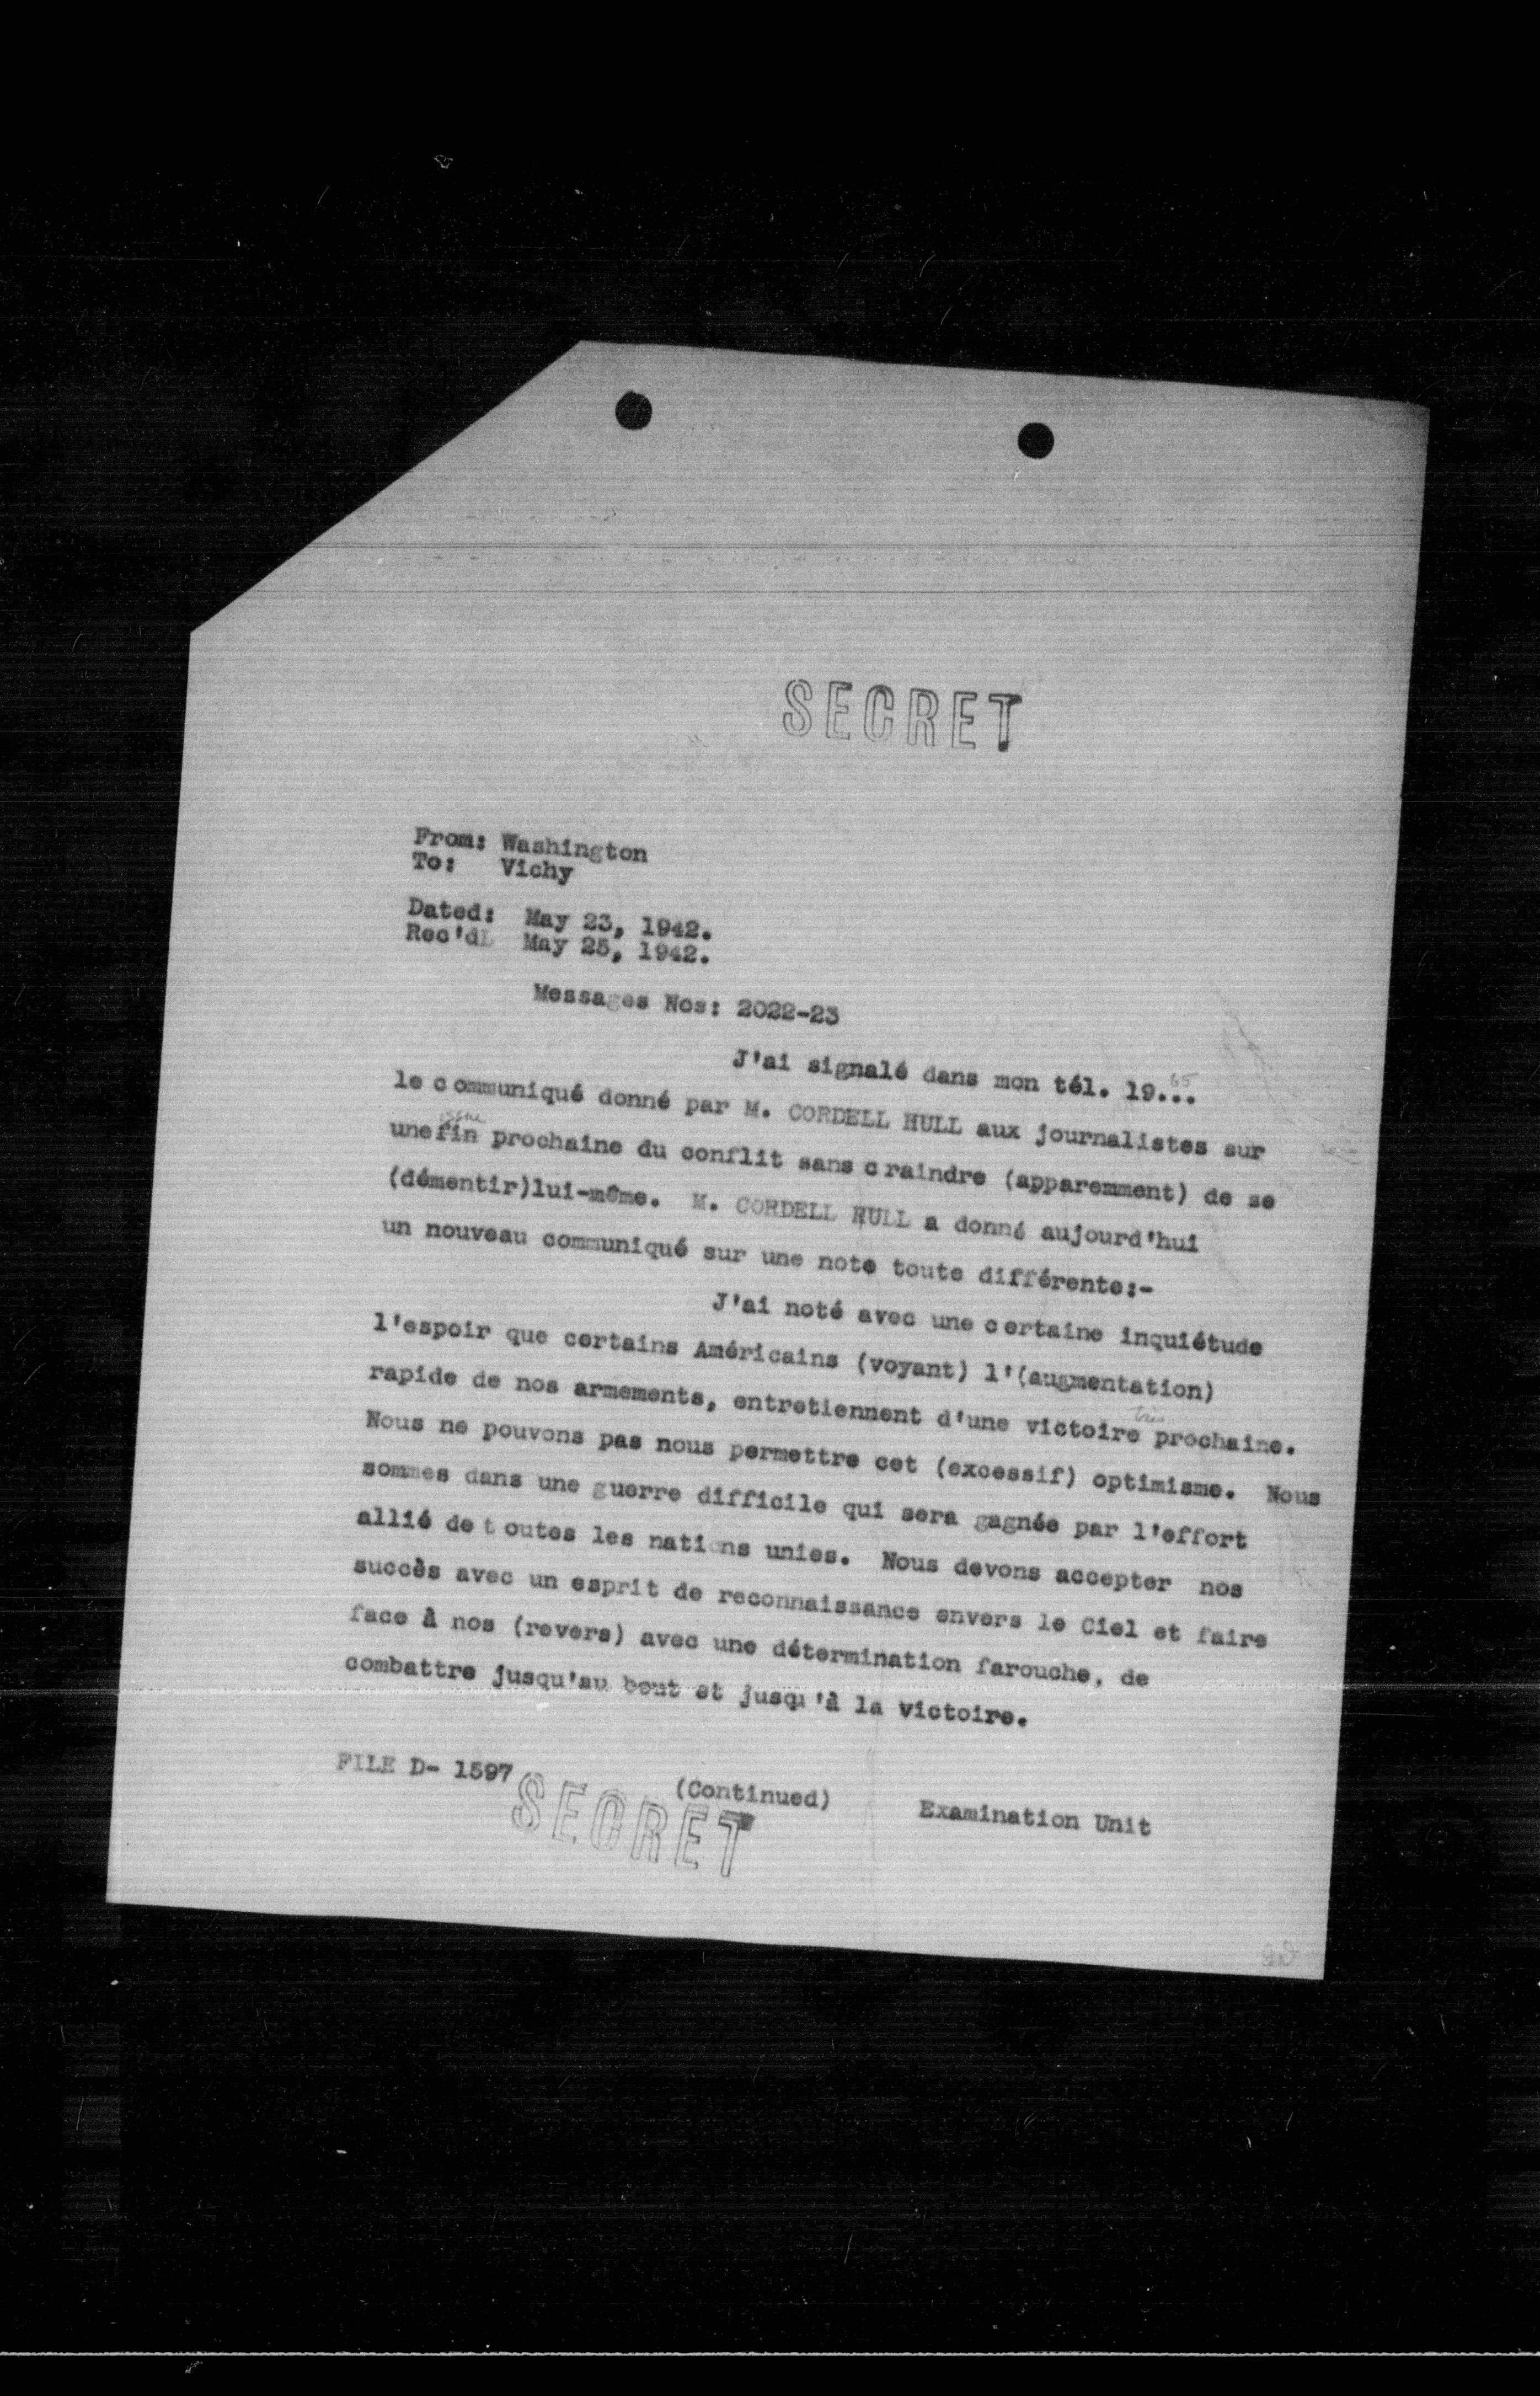 SECRET
From: Washington
To: Vichy
Dated: May 23, 1942.
Rec'dL May 25, 1942.
Messages Nos: 2022-23
J'ai signalé dans mon tél. 19...
65
le communiqué donné par M. CORDELL HULL aux journalistes sur
issue
une fin prochaine du conflit sans craindre (apparemment) de se
(démentir)lui-même. M. CORDELL HULL a donné aujourd'hui
un nouveau communiqué sur une note toute différente:-
J'ai noté avec une certaine inquiétude
l'espoir que certains Américains (voyant) l'(augmentation)
rapide de nos armements, entretiennent d'une victoire prochaine.
très
Nous ne pouvons pas nous permettre cet (excessif) optimisme. Nous
sommes dans une guerre difficile qui sera gagnée par l'effort
allié de toutes les nations unies. Nous devons accepter nos
succès avec un esprit de reconnaissance envers le Ciel et faire
face à nos (revers) avec une détermination farouche, de
combattre jusqu'au bout et jusqu'à la victoire.
FILE D- 1597
(Continued)
Examination Unit
SECRET